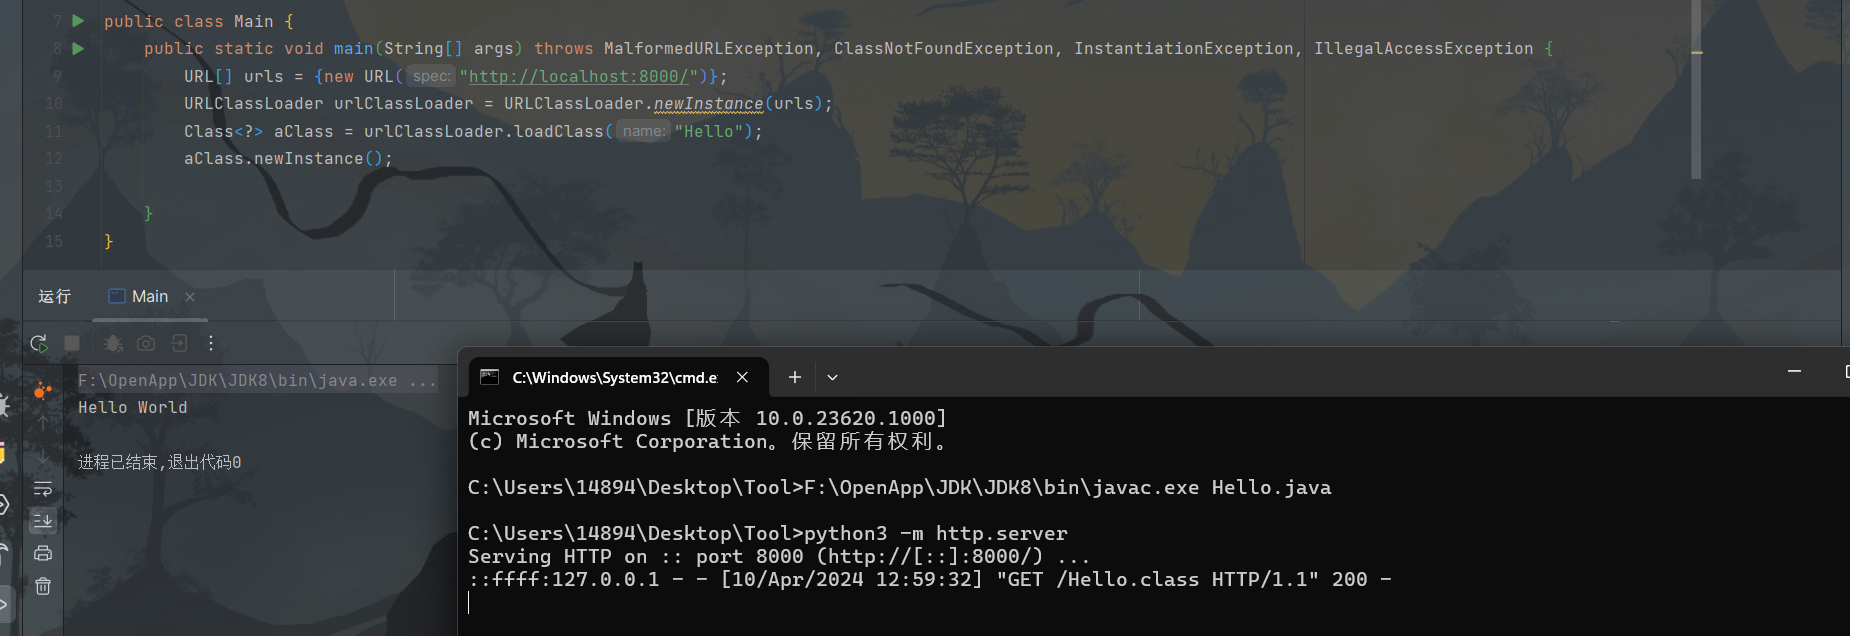 7 public class Main {
8 public static void main(String[] args) throws MalformedURLException, ClassNotFoundException, InstantiationException, IllegalAccessException {
9 URL[] urls = {new URL( spec: "http://localhost:8000/")};
10 URLClassLoader urlClassLoader = URLClassLoader.newInstance(urls);
11 Class<?> aClass = urlClassLoader.loadClass( name: "Hello");
12 aClass.newInstance();
13
14 }
15 }
运行 Main
F:\OpenApp\JDK\JDK8\bin\java.exe ...
Hello World
进程已结束,退出代码0
C:\Windows\System32\cmd.e
Microsoft Windows [版本 10.0.23620.1000]
(c) Microsoft Corporation。保留所有权利。
C:\Users\14894\Desktop\Tool>F:\OpenApp\JDK\JDK8\bin\javac.exe Hello.java
C:\Users\14894\Desktop\Tool>python3 -m http.server
Serving HTTP on :: port 8000 (http://[::]:8000/) ...
::ffff:127.0.0.1 - - [10/Apr/2024 12:59:32] "GET /Hello.class HTTP/1.1" 200 -